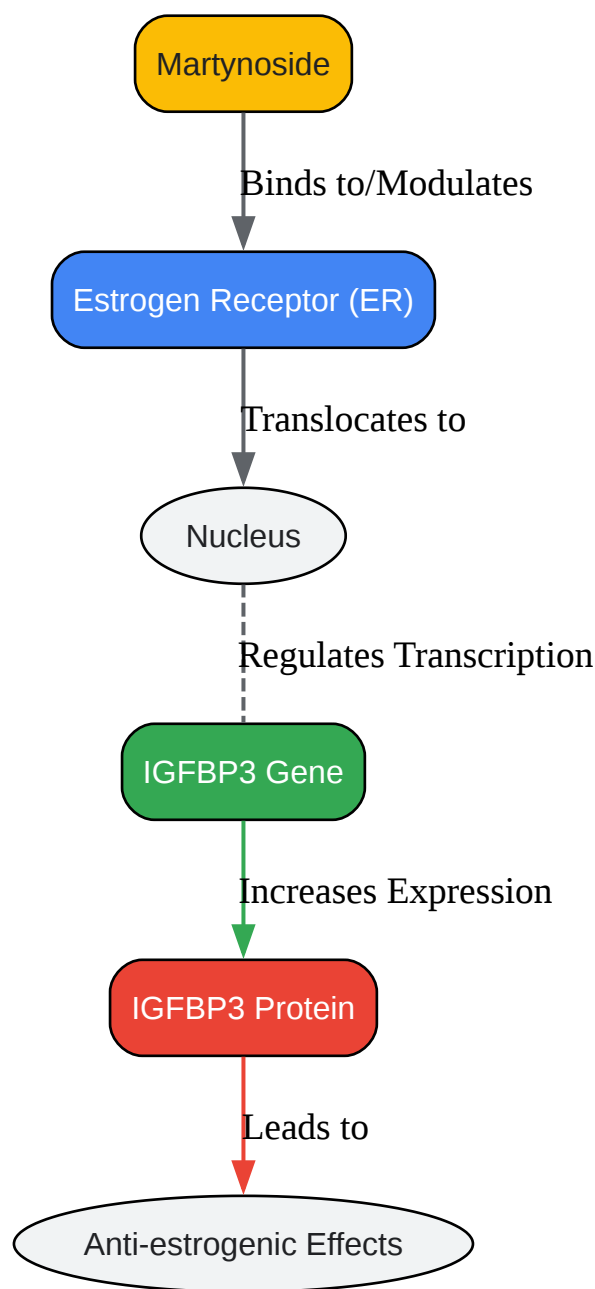 Martynoside
Binds to/Modulates
Estrogen Receptor (ER)
Translocates to
Nucleus
Regulates Transcription
IGFBP3 Gene
Increases Expression
IGFBP3 Protein
Leads to
Anti-estrogenic Effects